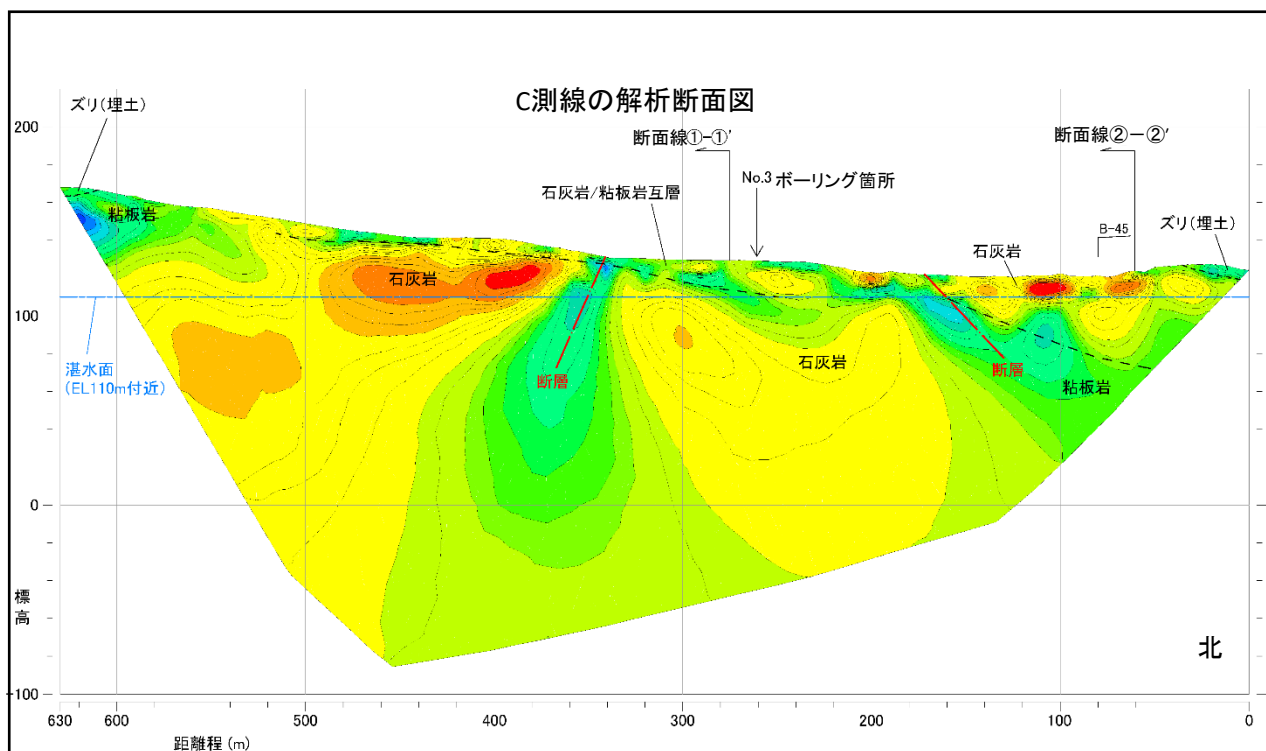 C測線の解析断面図
ズリ(埋土)
200
断面線①-①'
断面線②-②'
石灰岩/粘板岩互層
No.3 ボーリング箇所
粘板岩
B-45
ズリ(埋土)
石灰岩
石灰岩
100
湛水面
(EL110m付近)
断層
石灰岩
断層
粘板岩
0
標高
北
-100
630 600 500 400 300 200 100 0
距離程 (m)